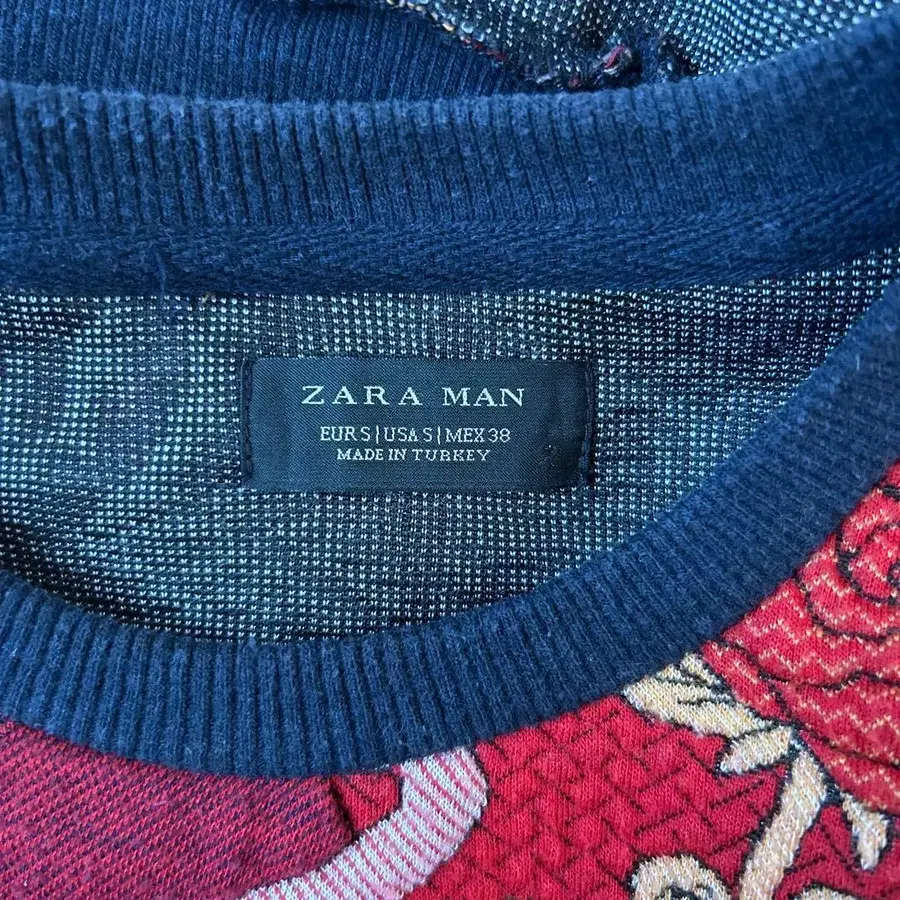 ZARA MAN
EUR S | USA S | MEX 38
MADE IN TURKEY